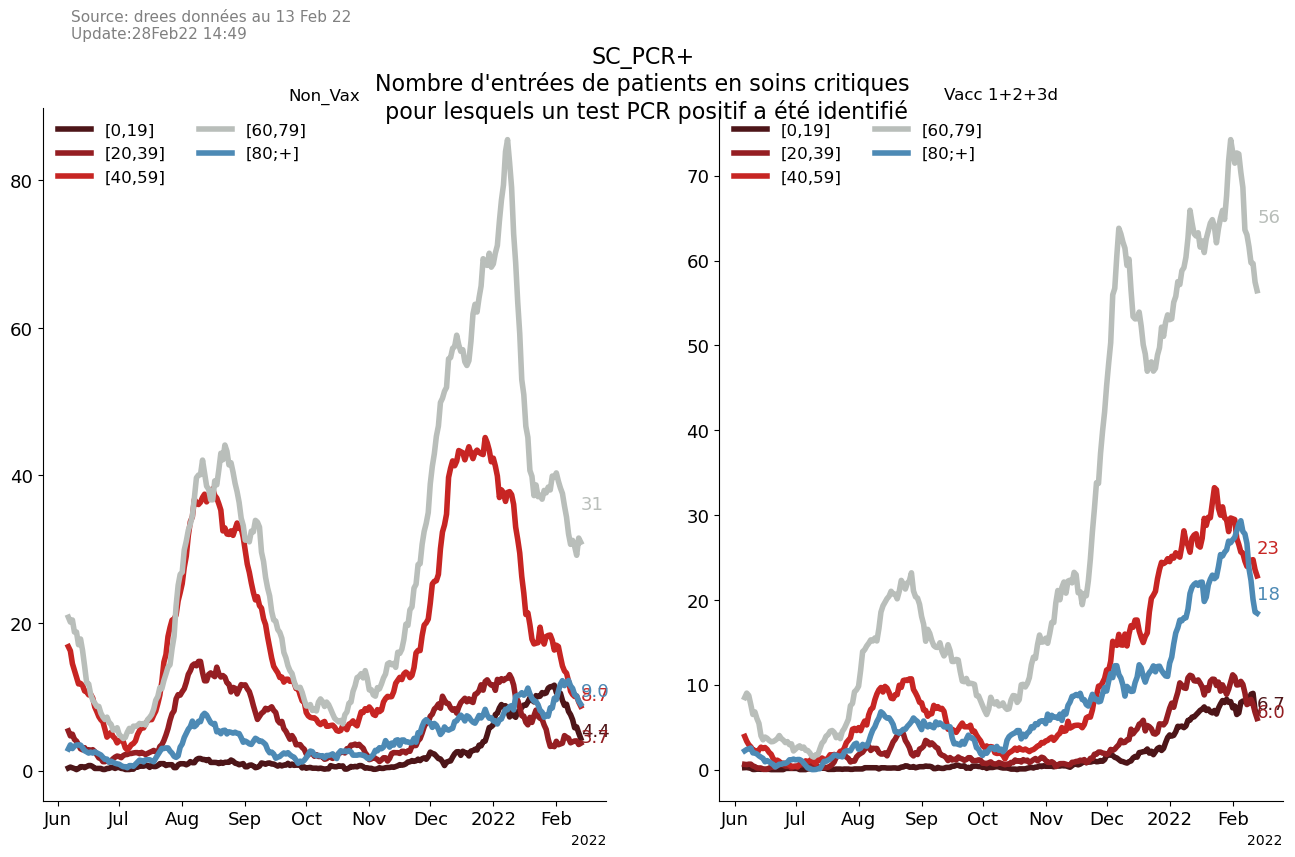 Source: drees données au 13 Feb 22
Update:28Feb22 14:49
SC_PCR+
Nombre d'entrées de patients en soins critiques
pour lesquels un test PCR positif a été identifié
Non_Vax
[0,19]
[20,39]
[40,59]
[60,79]
[80;+]
80
60
40
20
0
31
8.7
4.4
3.7
Jun
Jul
Aug
Sep
Oct
Nov
Dec
2022
Feb
2022
Vacc 1+2+3d
[0,19]
[20,39]
[40,59]
[60,79]
[80;+]
70
60
50
40
30
20
10
0
56
23
18
6.7
6.0
Jun
Jul
Aug
Sep
Oct
Nov
Dec
2022
Feb
2022